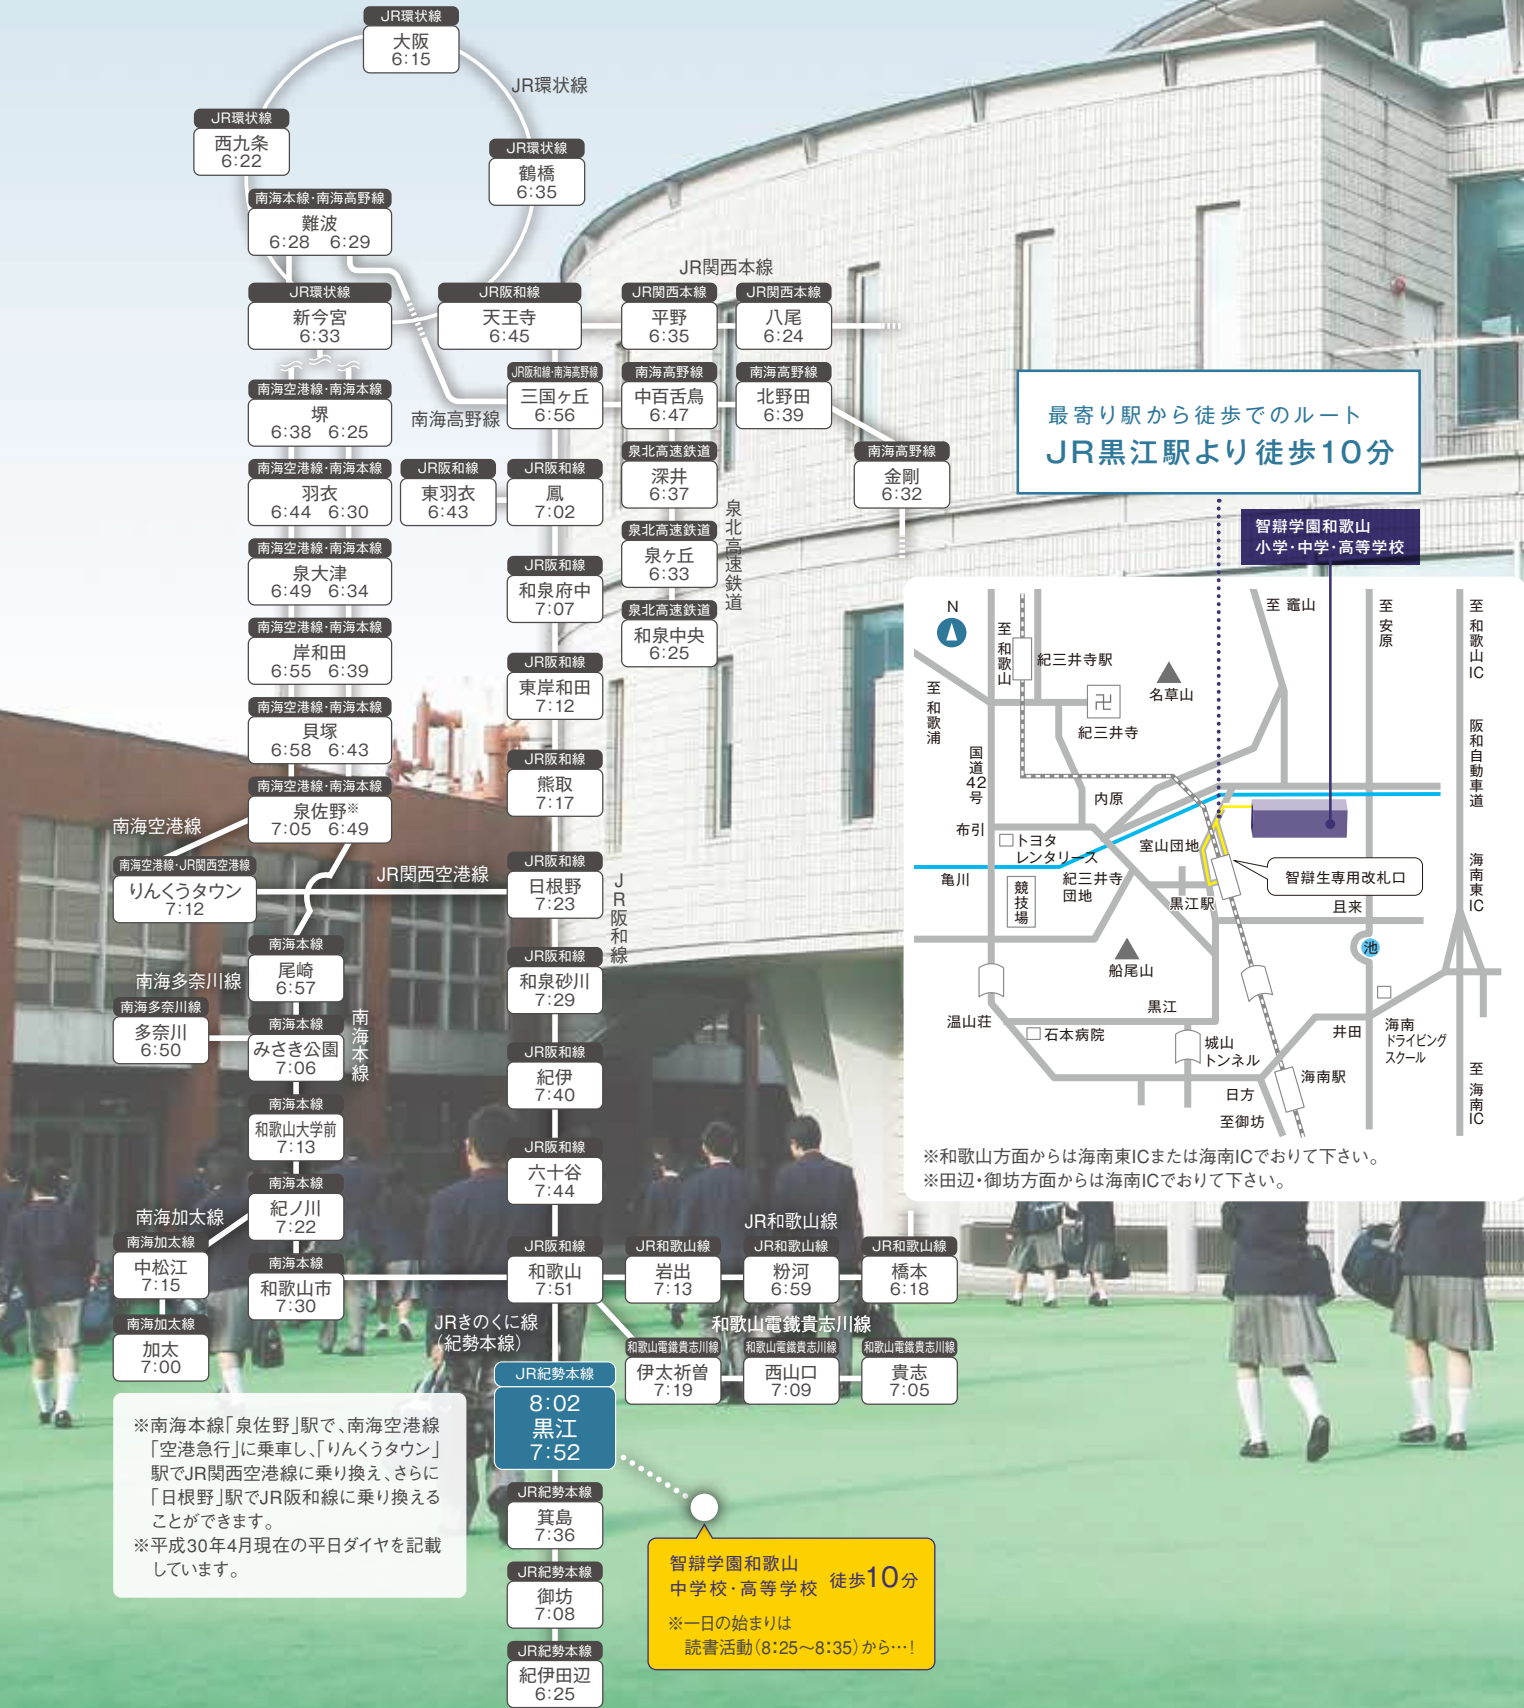 JR環状線
大阪
6:15
JR環状線
JR環状線
西九条
6:22
JR環状線
鶴橋
6:35
南海本線・南海高野線
難波
6:28 6:29
JR環状線
新今宮
6:33
JR阪和線
天王寺
6:45
JR関西本線
JR関西本線
平野
6:35
JR関西本線
八尾
6:24
南海空港線・南海本線
堺
6:38 6:25
南海高野線
JR阪和線・南海高野線
三国ヶ丘
6:56
南海高野線
中百舌鳥
6:47
南海高野線
北野田
6:39
南海高野線
金剛
6:32
南海空港線・南海本線
羽衣
6:44 6:30
JR阪和線
東羽衣
6:43
JR阪和線
鳳
7:02
泉北高速鉄道
深井
6:37
泉北高速鉄道
泉ヶ丘
6:33
泉北高速鉄道
和泉中央
6:25
泉北高速鉄道
南海空港線・南海本線
泉大津
6:49 6:34
JR阪和線
和泉府中
7:07
南海空港線・南海本線
岸和田
6:55 6:39
JR阪和線
東岸和田
7:12
南海空港線・南海本線
貝塚
6:58 6:43
JR阪和線
熊取
7:17
南海空港線・南海本線
泉佐野※
7:05 6:49
南海空港線
南海空港線・JR関西空港線
りんくうタウン
7:12
JR関西空港線
JR阪和線
日根野
7:23
JR阪和線
南海本線
尾崎
6:57
JR阪和線
和泉砂川
7:29
南海多奈川線
南海多奈川線
多奈川
6:50
南海本線
みさき公園
7:06
南海本線
JR阪和線
紀伊
7:40
南海本線
和歌山大学前
7:13
JR阪和線
六十谷
7:44
南海本線
紀ノ川
7:22
南海加太線
南海加太線
中松江
7:15
南海加太線
加太
7:00
南海本線
和歌山市
7:30
JR阪和線
和歌山
7:51
JR和歌山線
JR和歌山線
岩出
7:13
JR和歌山線
粉河
6:59
JR和歌山線
橋本
6:18
和歌山電鐵貴志川線
和歌山電鐵貴志川線
伊太祈曽
7:19
和歌山電鐵貴志川線
西山口
7:09
和歌山電鐵貴志川線
貴志
7:05
JRきのくに線
(紀勢本線)
JR紀勢本線
8:02
黒江
7:52
JR紀勢本線
箕島
7:36
JR紀勢本線
御坊
7:08
JR紀勢本線
紀伊田辺
6:25
※南海本線「泉佐野」駅で、南海空港線
「空港急行」に乗車し、「りんくうタウン」
駅でJR関西空港線に乗り換え、さらに
「日根野」駅でJR阪和線に乗り換える
ことができます。
※平成30年4月現在の平日ダイヤを記載
しています。
智辯学園和歌山
中学校・高等学校 徒歩10分
※一日の始まりは
読書活動(8:25〜8:35)から…!
最寄り駅から徒歩でのルート
JR黒江駅より徒歩10分
智辯学園和歌山
小学・中学・高等学校
N
至 和歌山
紀三井寺駅
至 和歌浦
名草山
卍
紀三井寺
至 竈山
至 安原
至 和歌山IC
国道42号
阪和自動車道
内原
布引
トヨタ
レンタリース
室山団地
亀川
競技場
紀三井寺
団地
黒江駅
智辯生専用改札口
且来
海南東IC
池
船尾山
黒江
温山荘
石本病院
城山
トンネル
井田
海南
ドライビング
スクール
海南駅
日方
至御坊
至 海南IC
※和歌山方面からは海南東ICまたは海南ICでおりて下さい。
※田辺・御坊方面からは海南ICでおりて下さい。